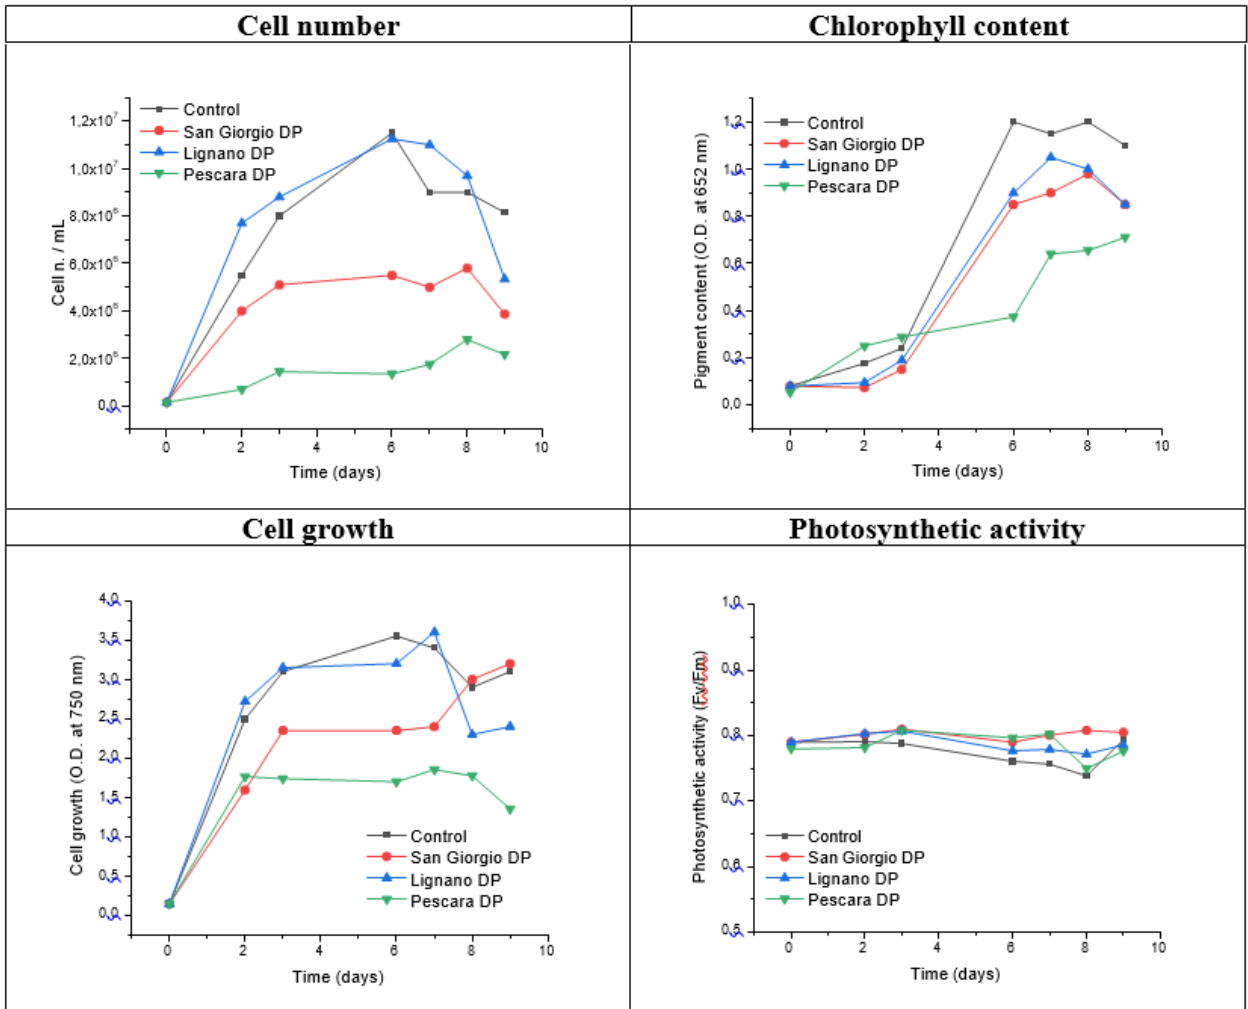 Cell number
Chlorophyll content
Control
San Giorgio DP
Lignano DP
Pescara DP
1,2x10⁷
1,0x10⁷
8,0x10⁶
6,0x10⁶
4,0x10⁶
2,0x10⁶
0,0
Cell n. / mL
0 2 4 6 8 10
Time (days)
Control
San Giorgio DP
Lignano DP
Pescara DP
1,2
1,0
0,8
0,6
0,4
0,2
0,0
Pigment content (O.D. at 652 nm)
0 2 4 6 8 10
Time (days)
Cell growth
Photosynthetic activity
4,0
3,5
3,0
2,5
2,0
1,5
1,0
0,5
0,0
Cell growth (O.D. at 750 nm)
Control
San Giorgio DP
Lignano DP
Pescara DP
0 2 4 6 8 10
Time (days)
1,0
0,9
0,8
0,7
0,6
0,5
Photosynthetic activity (Fv/Fm)
Control
San Giorgio DP
Lignano DP
Pescara DP
0 2 4 6 8 10
Time (days)